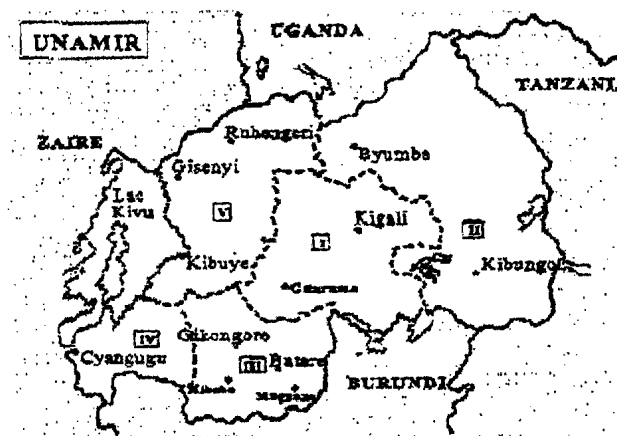 UNAMIR
UGANDA
TANZANI
ZAIRE
Ruhengeri
Byumba
Gisenyi
Lac
Kivu
V
Kigali
I
II
Kibuye
Kibungo
IV
Gikongoro
Cyangugu
III
Butare
BURUNDI